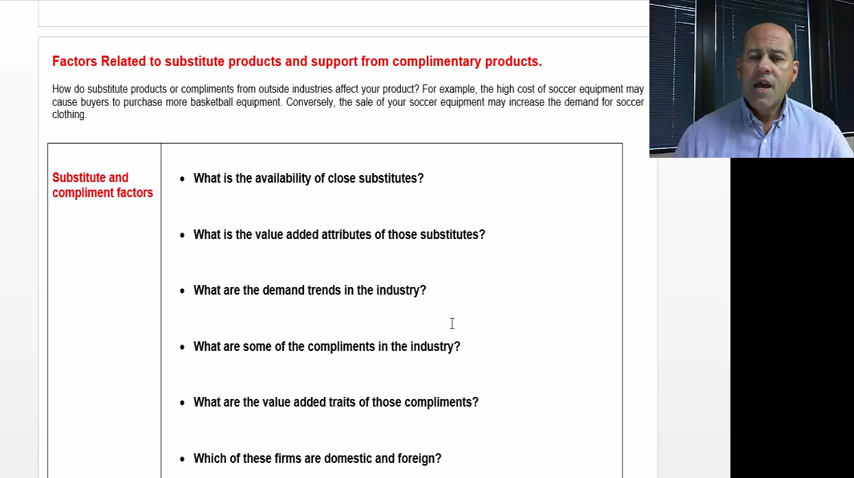 Factors Related to substitute products and support from complimentary products.
How do substitute products or compliments from outside industries affect your product? For example, the high cost of soccer equipment may
cause buyers to purchase more basketball equipment. Conversely, the sale of your soccer equipment may increase the demand for soccer
clothing.
Substitute and
compliment factors
• What is the availability of close substitutes?
• What is the value added attributes of those substitutes?
• What are the demand trends in the industry?
• What are some of the compliments in the industry?
• What are the value added traits of those compliments?
• Which of these firms are domestic and foreign?